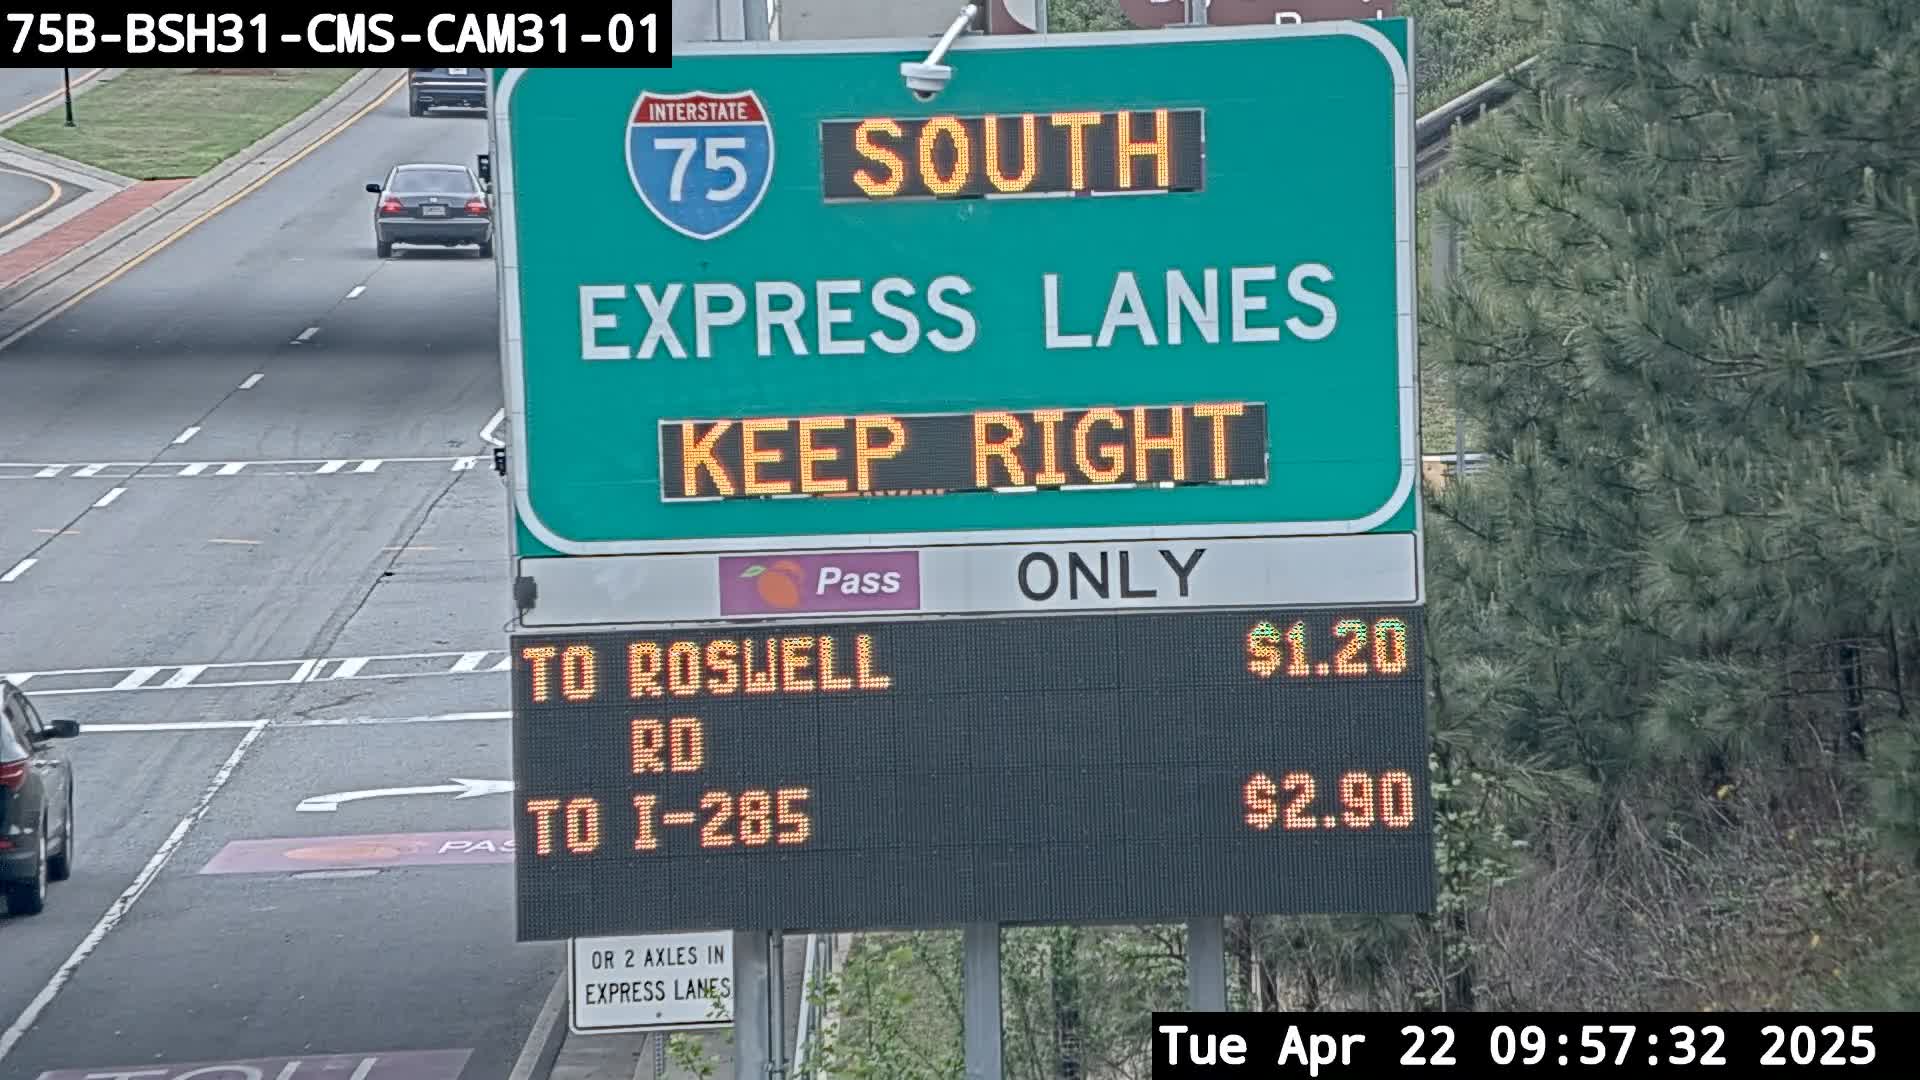 75B-BSH31-CMS-CAM31-01
INTERSTATE
75
SOUTH
EXPRESS LANES
KEEP RIGHT
Pass ONLY
TO ROSWELL $1.20
RD
TO I-285 $2.90
OR 2 AXLES IN
EXPRESS LANES
TOLL
Tue Apr 22 09:57:32 2025